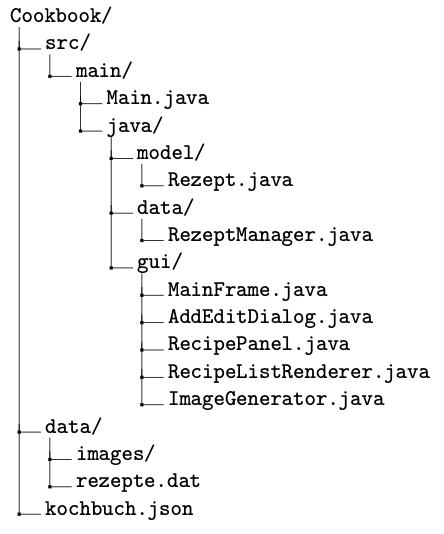 Cookbook/
src/
main/
Main.java
java/
model/
Rezept.java
data/
RezeptManager.java
gui/
MainFrame.java
AddEditDialog.java
RecipePanel.java
RecipeListRenderer.java
ImageGenerator.java
data/
images/
rezepte.dat
kochbuch.json